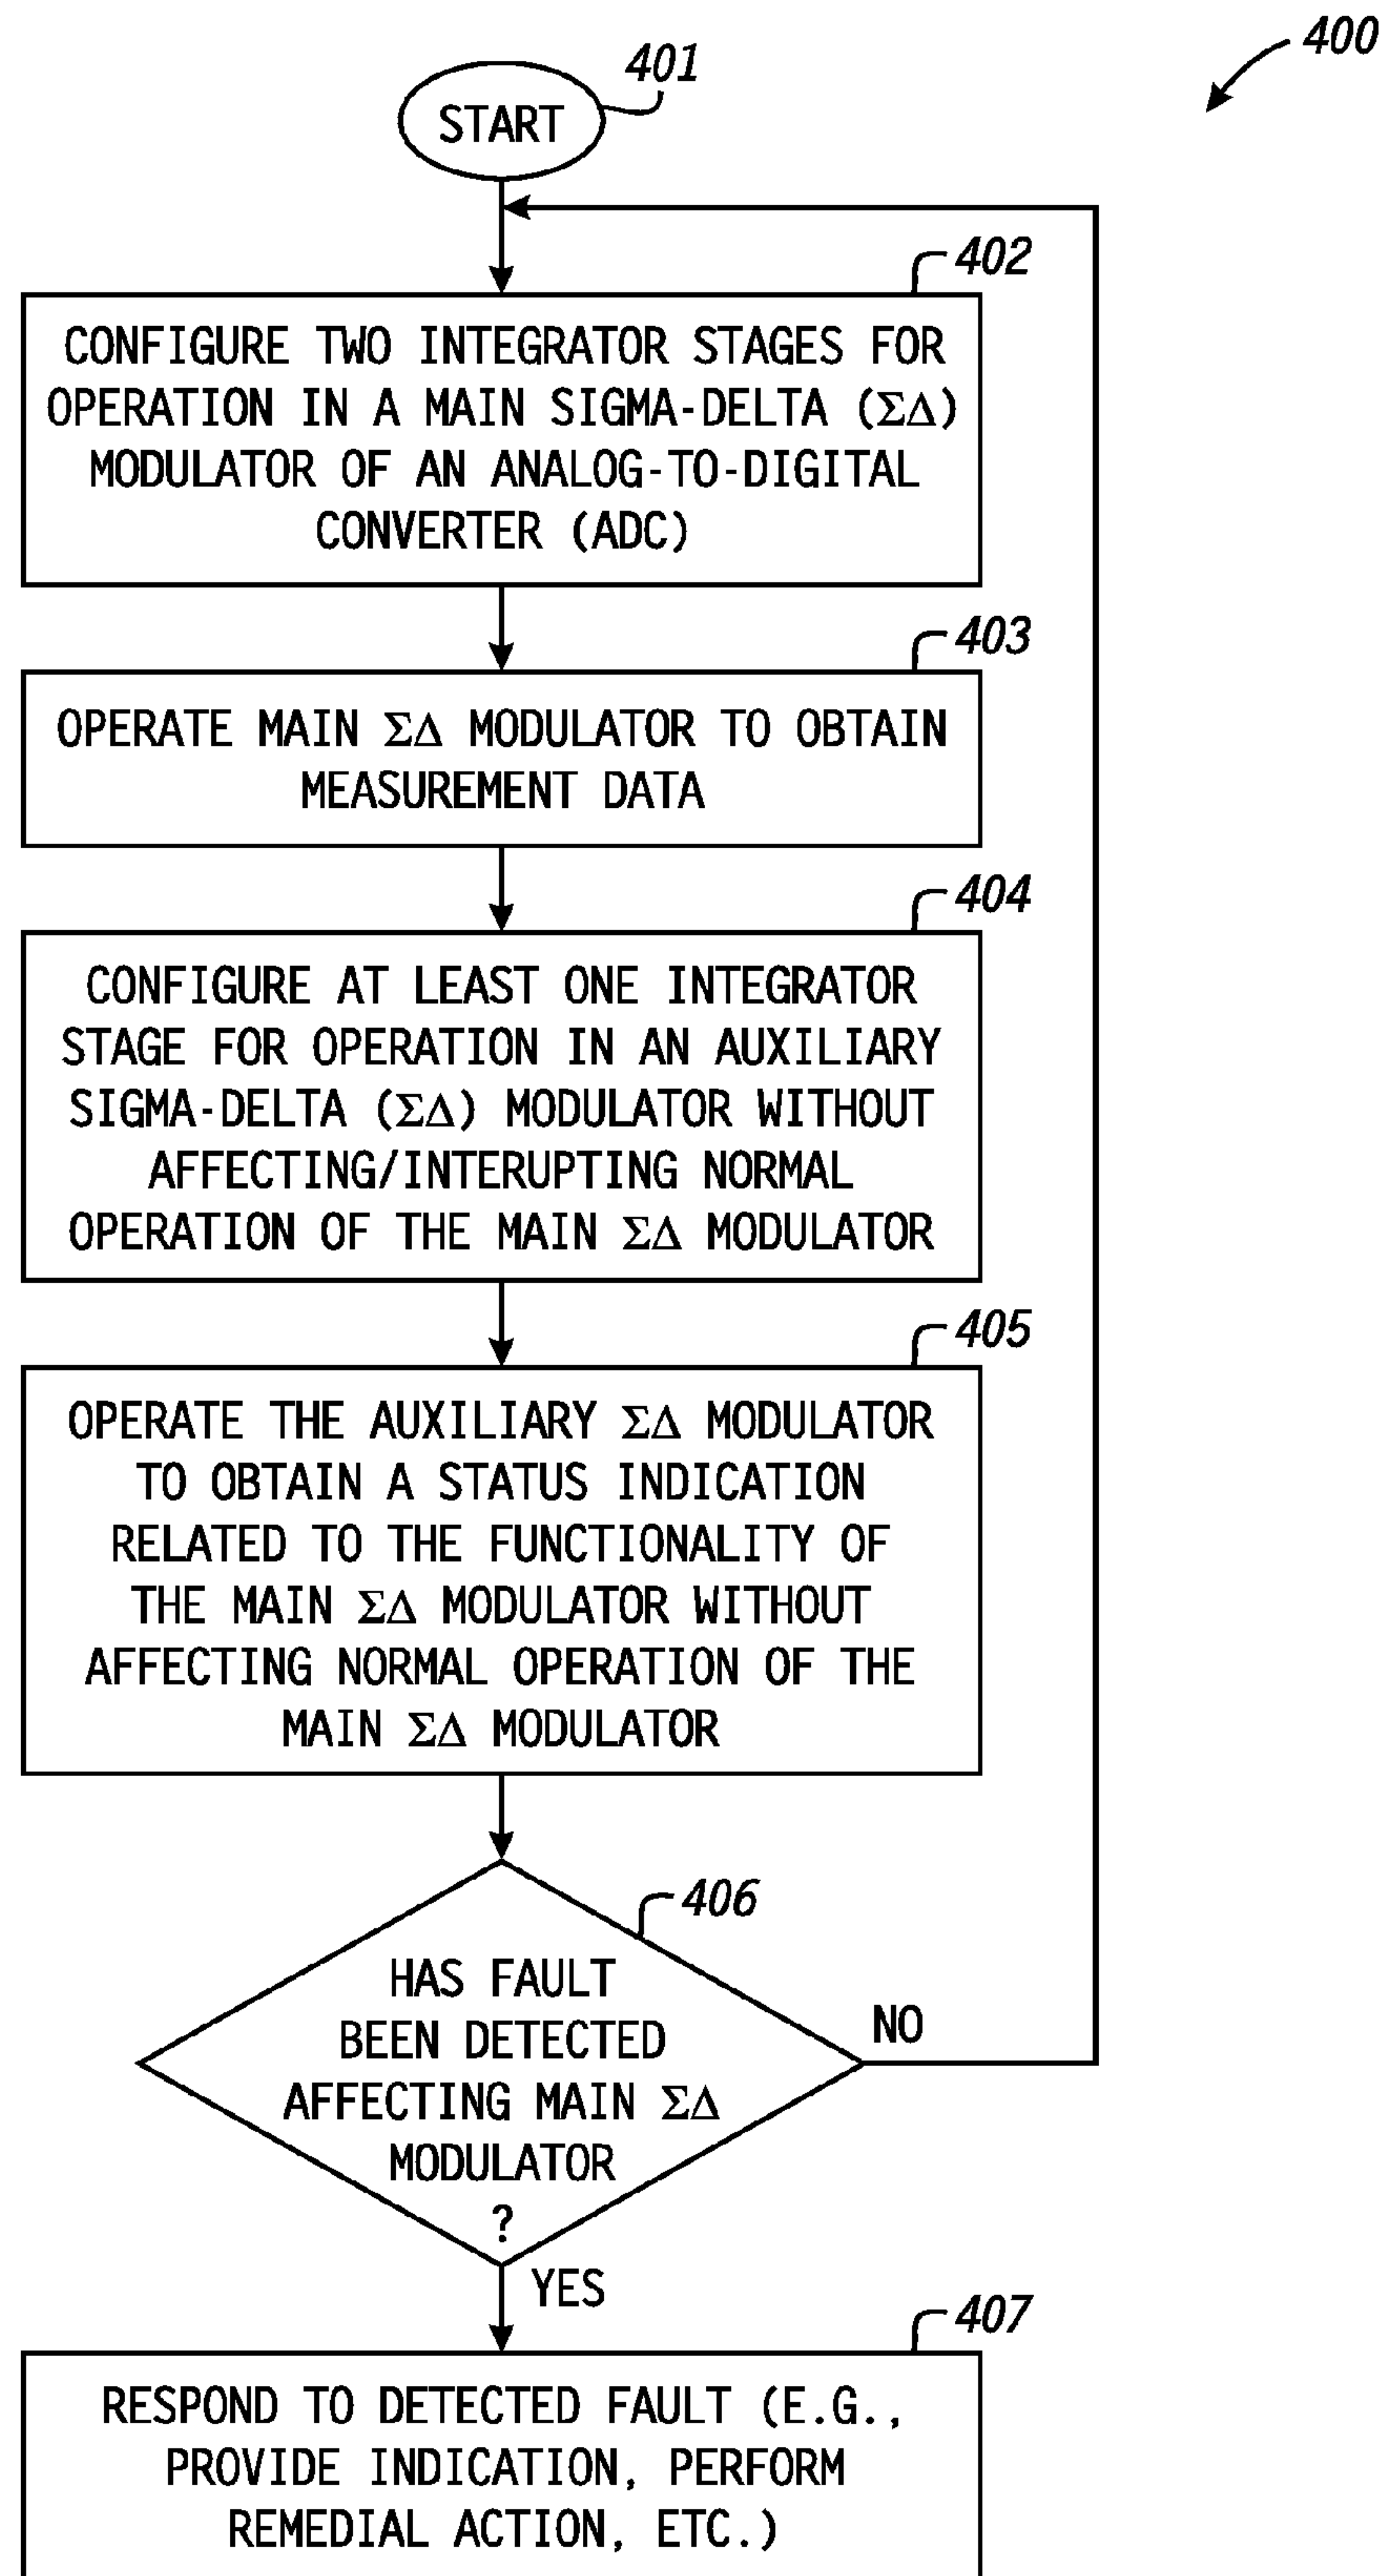 400
401
START
402
CONFIGURE TWO INTEGRATOR STAGES FOR
OPERATION IN A MAIN SIGMA-DELTA (ΣΔ)
MODULATOR OF AN ANALOG-TO-DIGITAL
CONVERTER (ADC)
403
OPERATE MAIN ΣΔ MODULATOR TO OBTAIN
MEASUREMENT DATA
404
CONFIGURE AT LEAST ONE INTEGRATOR
STAGE FOR OPERATION IN AN AUXILIARY
SIGMA-DELTA (ΣΔ) MODULATOR WITHOUT
AFFECTING/INTERUPTING NORMAL
OPERATION OF THE MAIN ΣΔ MODULATOR
405
OPERATE THE AUXILIARY ΣΔ MODULATOR
TO OBTAIN A STATUS INDICATION
RELATED TO THE FUNCTIONALITY OF
THE MAIN ΣΔ MODULATOR WITHOUT
AFFECTING NORMAL OPERATION OF THE
MAIN ΣΔ MODULATOR
406
HAS FAULT
BEEN DETECTED
AFFECTING MAIN ΣΔ
MODULATOR
?
NO
YES
407
RESPOND TO DETECTED FAULT (E.G.,
PROVIDE INDICATION, PERFORM
REMEDIAL ACTION, ETC.)